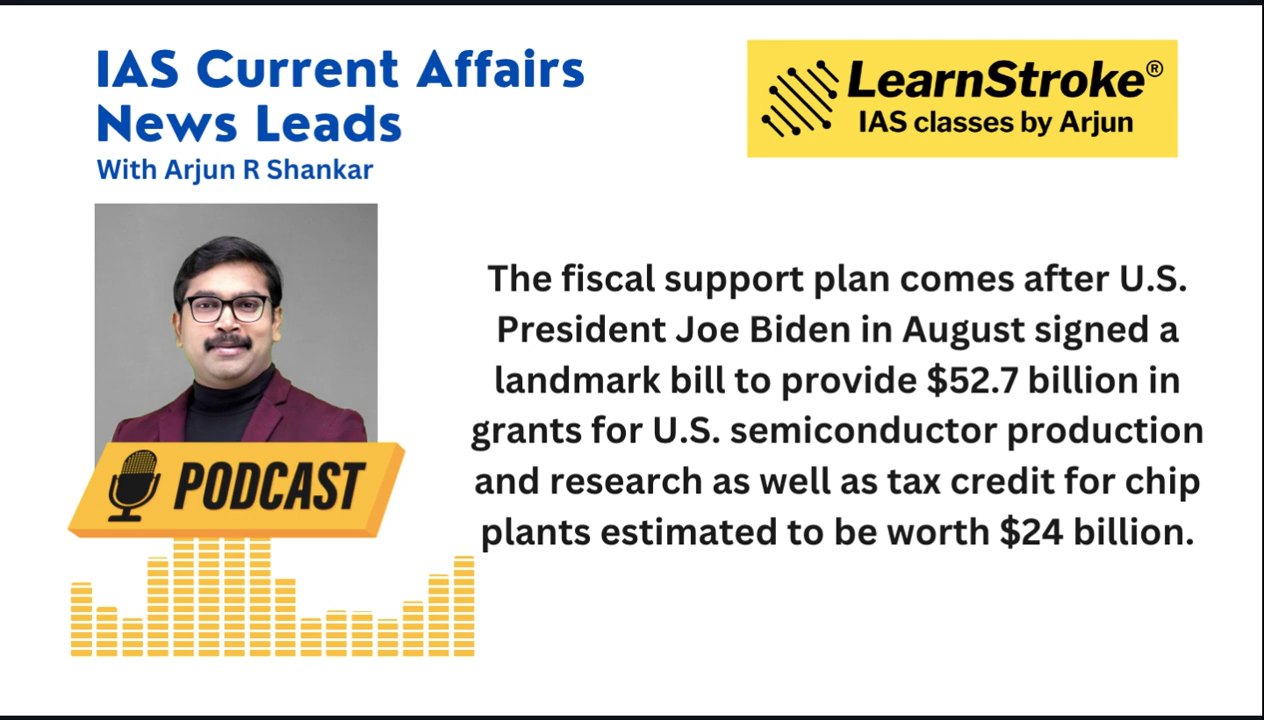 IAS Current Affairs
News Leads
With Arjun R Shankar
LearnStroke®
IAS classes by Arjun
PODCAST
The fiscal support plan comes after U.S.
President Joe Biden in August signed a
landmark bill to provide $52.7 billion in
grants for U.S. semiconductor production
and research as well as tax credit for chip
plants estimated to be worth $24 billion.